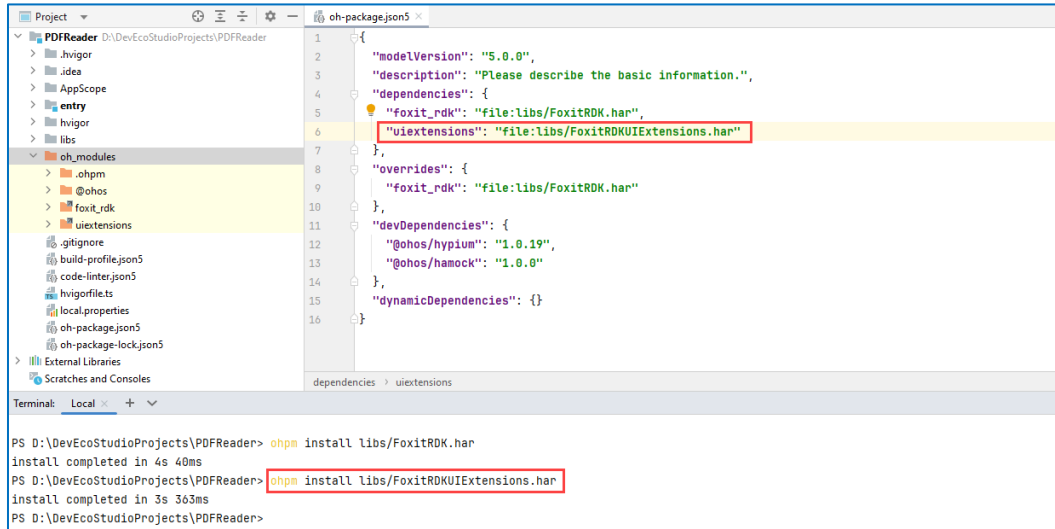 Project
PDFReader D:\DevEcoStudioProjects\PDFReader
.hvigor
.idea
AppScope
entry
hvigor
libs
oh_modules
.ohpm
@ohos
foxit_rdk
uiextensions
.gitignore
build-profile.json5
code-linter.json5
hvigorfile.ts
local.properties
oh-package.json5
oh-package-lock.json5
External Libraries
Scratches and Consoles
oh-package.json5
1 {
2 "modelVersion": "5.0.0",
3 "description": "Please describe the basic information.",
4 "dependencies": {
5 "foxit_rdk": "file:libs/FoxitRDK.har",
6 "uiextensions": "file:libs/FoxitRDKUIExtensions.har"
7 },
8 "overrides": {
9 "foxit_rdk": "file:libs/FoxitRDK.har"
10 },
11 "devDependencies": {
12 "@ohos/hypium": "1.0.19",
13 "@ohos/hamock": "1.0.0"
14 },
15 "dynamicDependencies": {}
16 }
dependencies > uiextensions
Terminal: Local × +
PS D:\DevEcoStudioProjects\PDFReader> ohpm install libs/FoxitRDK.har
install completed in 4s 40ms
PS D:\DevEcoStudioProjects\PDFReader> ohpm install libs/FoxitRDKUIExtensions.har
install completed in 3s 363ms
PS D:\DevEcoStudioProjects\PDFReader>